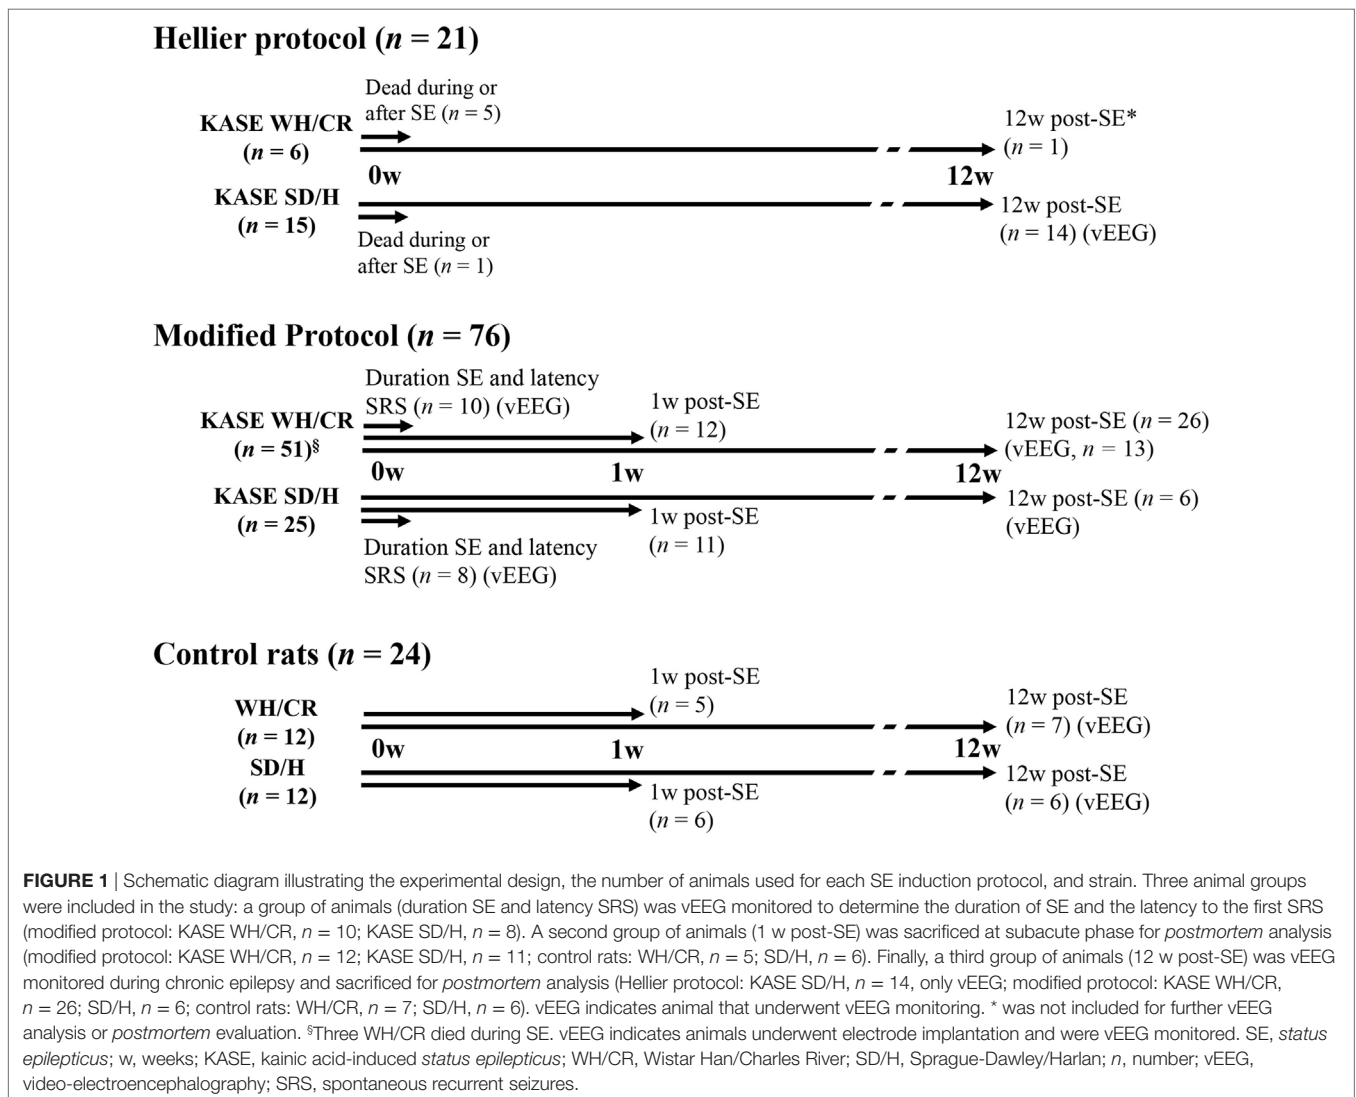 Hellier protocol (n = 21)
Dead during or
after SE (n = 5)
KASE WH/CR
(n = 6)
12w post-SE*
(n = 1)
0w
12w
KASE SD/H
(n = 15)
12w post-SE
(n = 14) (vEEG)
Dead during or
after SE (n = 1)
Modified Protocol (n = 76)
Duration SE and latency
SRS (n = 10) (vEEG)
1w post-SE
(n = 12)
KASE WH/CR
(n = 51)§
12w post-SE (n = 26)
(vEEG, n = 13)
0w
1w
12w
KASE SD/H
(n = 25)
12w post-SE (n = 6)
(vEEG)
1w post-SE
(n = 11)
Duration SE and latency
SRS (n = 8) (vEEG)
Control rats (n = 24)
1w post-SE
(n = 5)
WH/CR
(n = 12)
12w post-SE
(n = 7) (vEEG)
0w
1w
12w
SD/H
(n = 12)
12w post-SE
(n = 6) (vEEG)
1w post-SE
(n = 6)
FIGURE 1 | Schematic diagram illustrating the experimental design, the number of animals used for each SE induction protocol, and strain. Three animal groups
were included in the study: a group of animals (duration SE and latency SRS) was vEEG monitored to determine the duration of SE and the latency to the first SRS
(modified protocol: KASE WH/CR, n = 10; KASE SD/H, n = 8). A second group of animals (1 w post-SE) was sacrificed at subacute phase for postmortem analysis
(modified protocol: KASE WH/CR, n = 12; KASE SD/H, n = 11; control rats: WH/CR, n = 5; SD/H, n = 6). Finally, a third group of animals (12 w post-SE) was vEEG
monitored during chronic epilepsy and sacrificed for postmortem analysis (Hellier protocol: KASE SD/H, n = 14, only vEEG; modified protocol: KASE WH/CR,
n = 26; SD/H, n = 6; control rats: WH/CR, n = 7; SD/H, n = 6). vEEG indicates animal that underwent vEEG monitoring. * was not included for further vEEG
analysis or postmortem evaluation. §Three WH/CR died during SE. vEEG indicates animals underwent electrode implantation and were vEEG monitored. SE, status
epilepticus; w, weeks; KASE, kainic acid-induced status epilepticus; WH/CR, Wistar Han/Charles River; SD/H, Sprague-Dawley/Harlan; n, number; vEEG,
video-electroencephalography; SRS, spontaneous recurrent seizures.